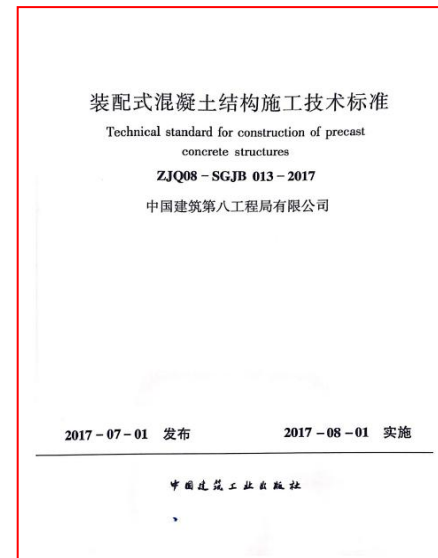 装配式混凝土结构施工技术标准
Technical standard for construction of precast
concrete structures
ZJQ08-SGJB 013-2017
中国建筑第八工程局有限公司
2017-07-01 发布 2017-08-01 实施
中国建筑工业出版社